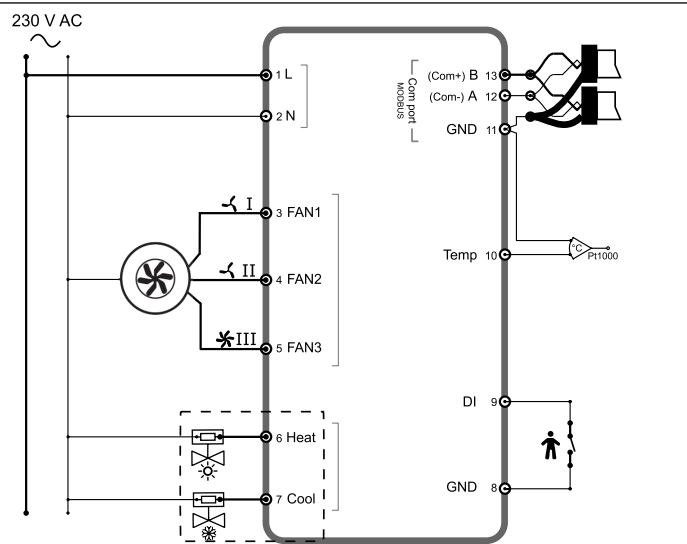 230 V AC
1 L
(Com+) B 13
(Com-) A 12
Com port
MODBUS
2 N
GND 11
I
3 FAN1
°C
Temp 10
Pt1000
II
4 FAN2
III
5 FAN3
DI 9
6 Heat
GND 8
7 Cool